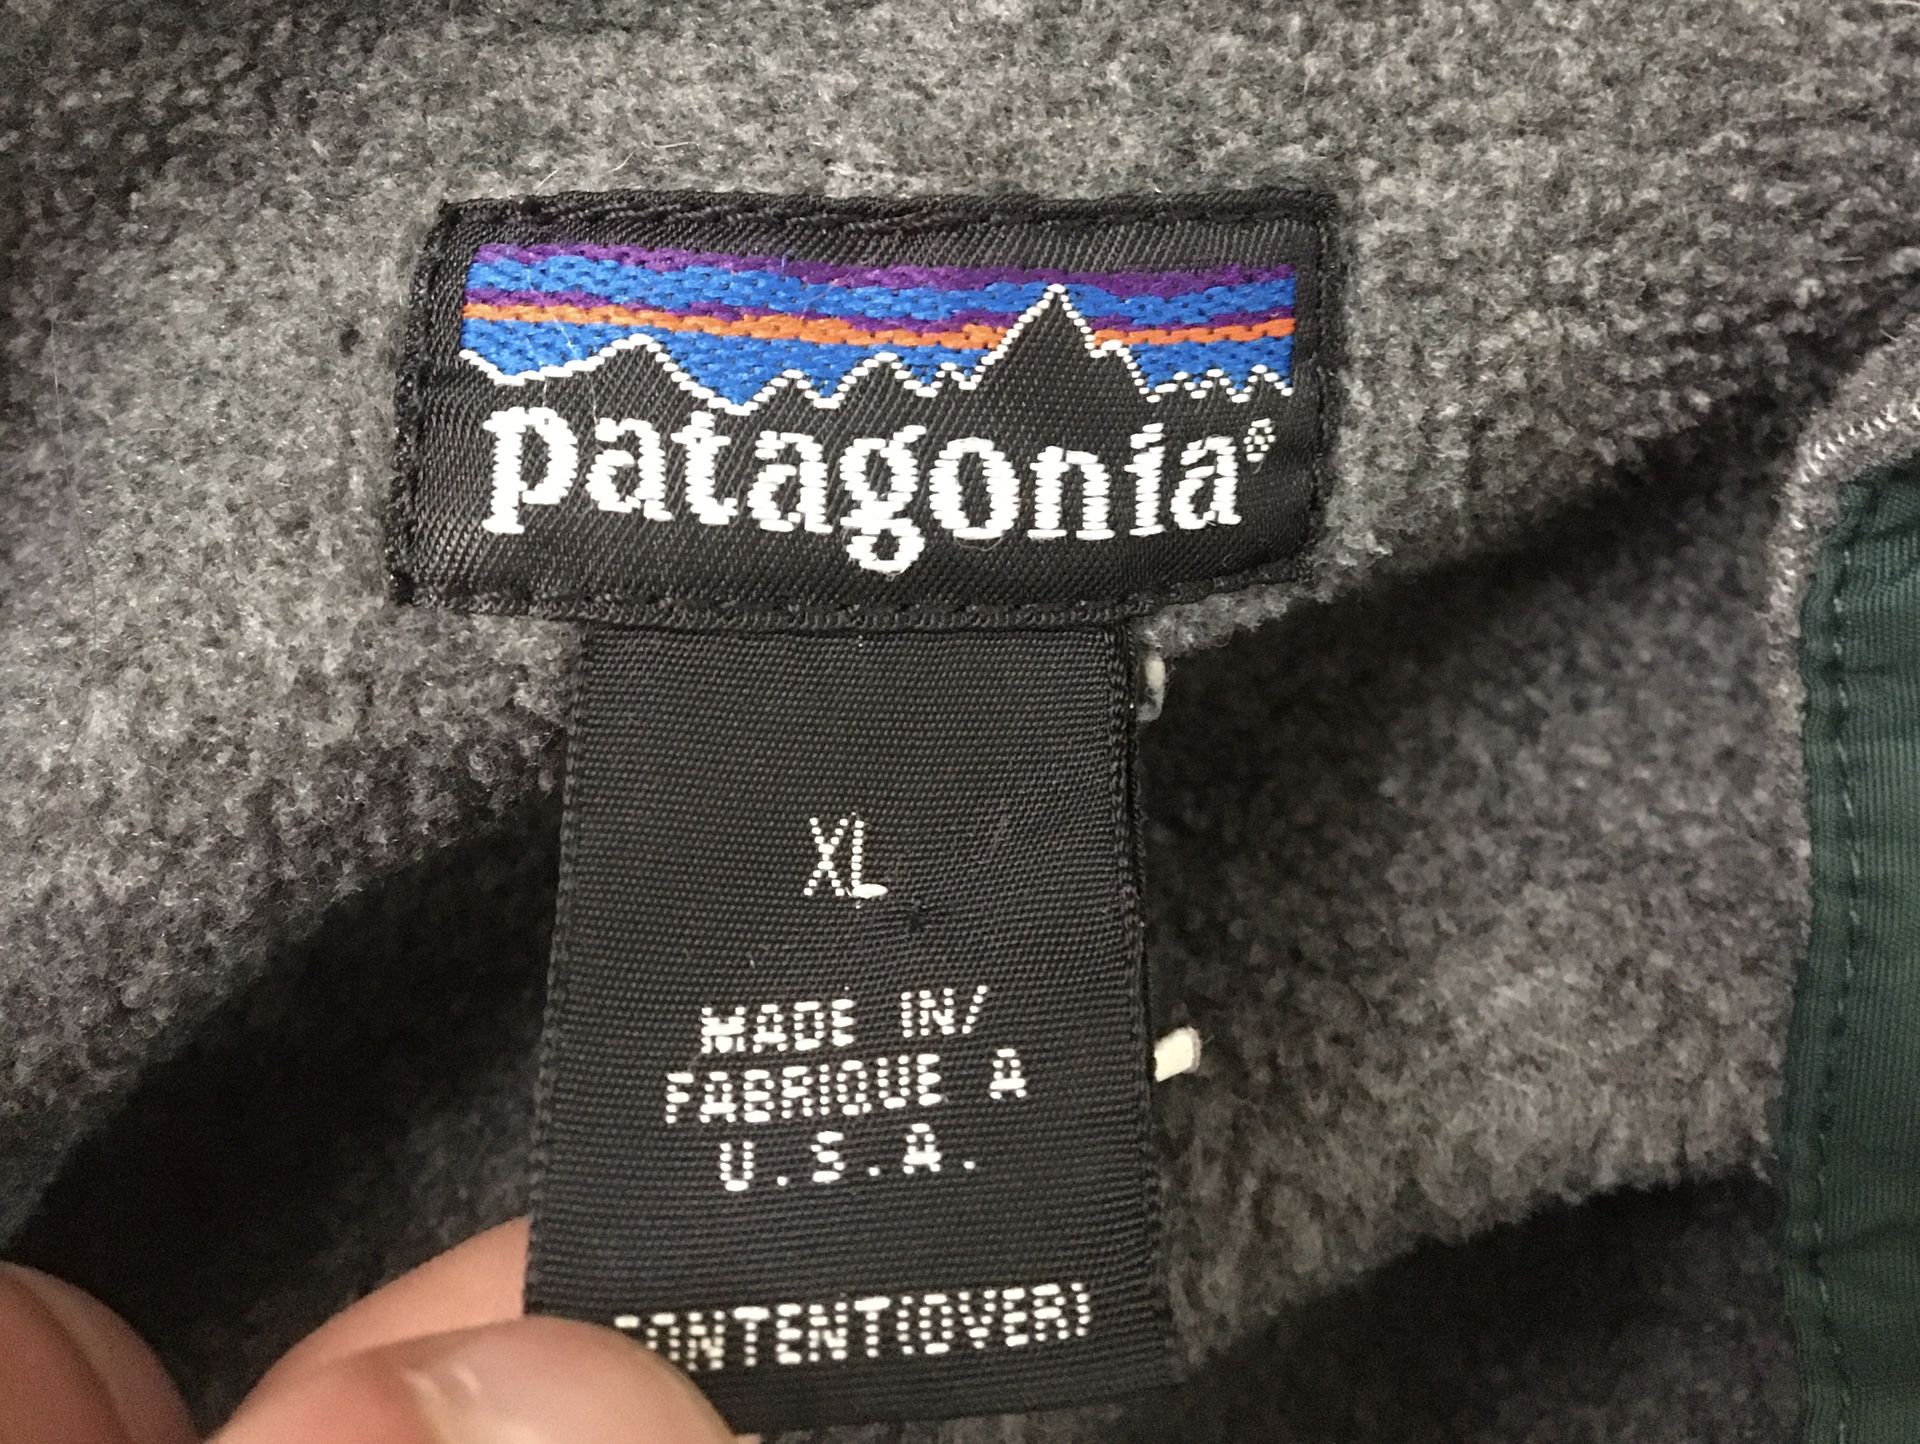 patagonia®
XL
MADE IN/
FABRIQUE A
U.S.A.
CONTENT(OVER)